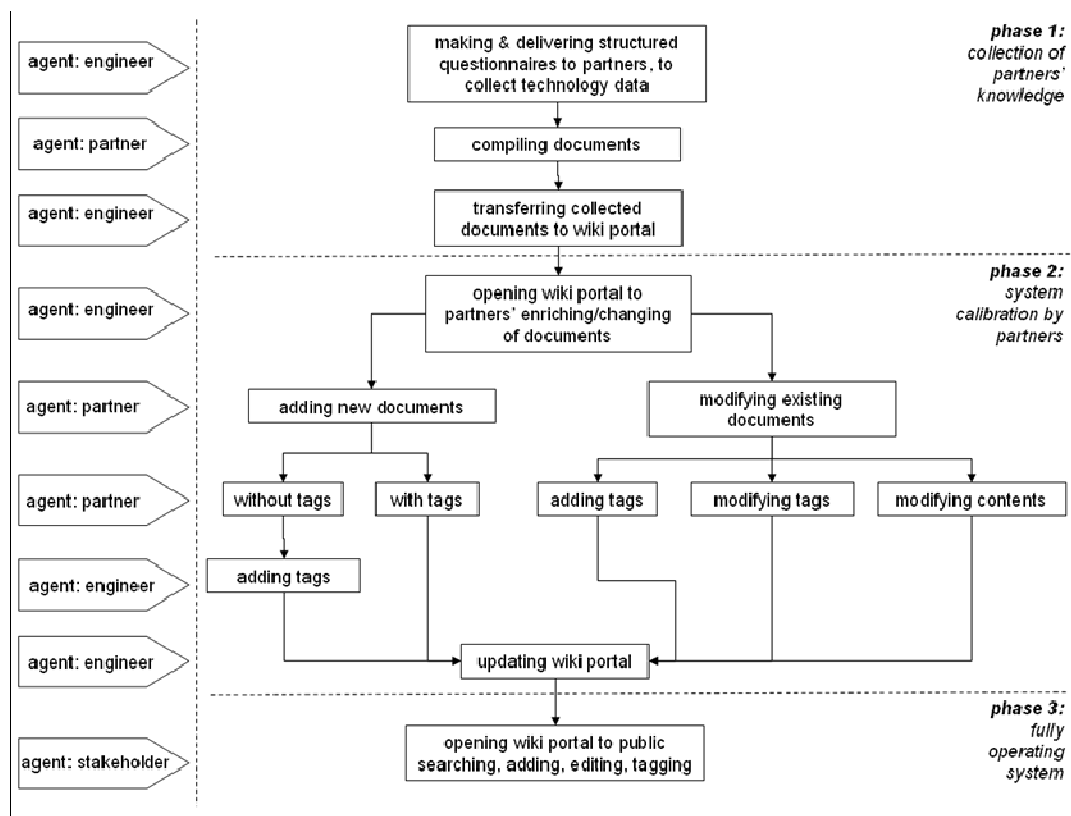 agent: engineer
making & delivering structured
questionnaires to partners, to
collect technology data
phase 1:
collection of
partners'
knowledge
agent: partner
compiling documents
agent: engineer
transferring collected
documents to wiki portal
agent: engineer
opening wiki portal to
partners' enriching/changing
of documents
phase 2:
system
calibration by
partners
agent: partner
adding new documents
modifying existing
documents
agent: partner
without tags
with tags
adding tags
modifying tags
modifying contents
agent: engineer
adding tags
agent: engineer
updating wiki portal
agent: stakeholder
opening wiki portal to public
searching, adding, editing, tagging
phase 3:
fully
operating
system